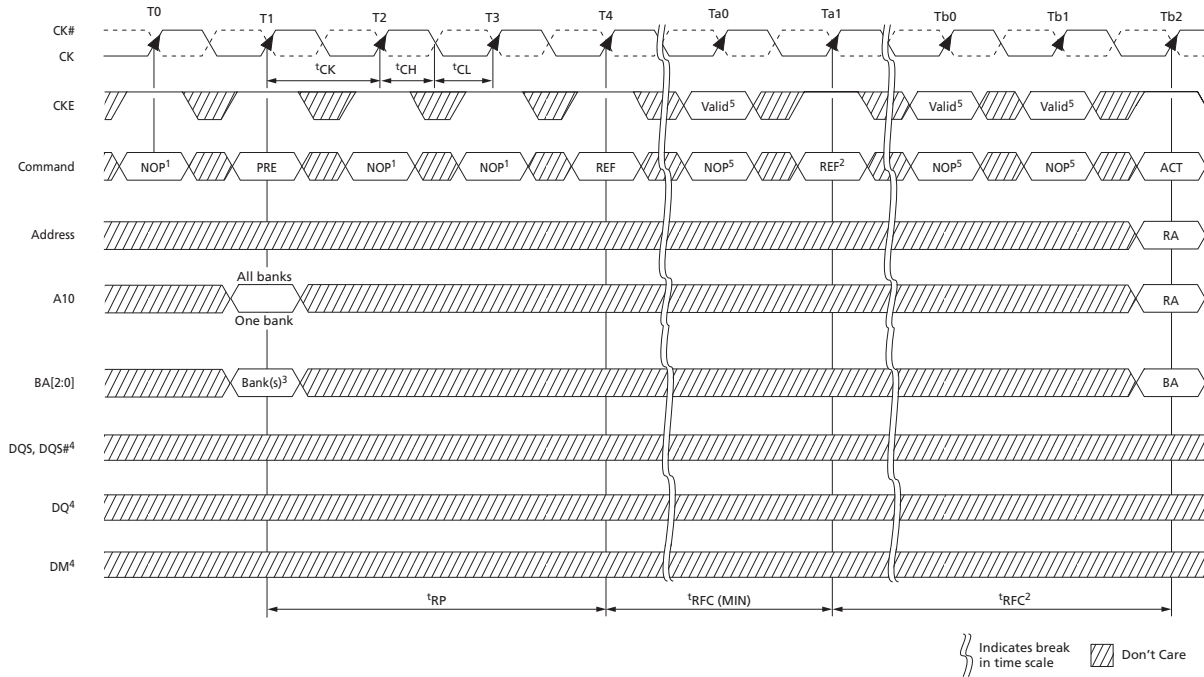 T0 T1 T2 T3 T4 Ta0 Ta1 Tb0 Tb1 Tb2
CK#
CK
tCK tCH tCL
CKE Valid5 Valid5 Valid5
Command NOP1 PRE NOP1 NOP1 REF NOP5 REF2 NOP5 NOP5 ACT
Address RA
All banks
A10 RA
One bank
BA[2:0] Bank(s)3 BA
DQS, DQS#4
DQ4
DM4
tRP tRFC (MIN) tRFC2
Indicates break
in time scale
Don't Care